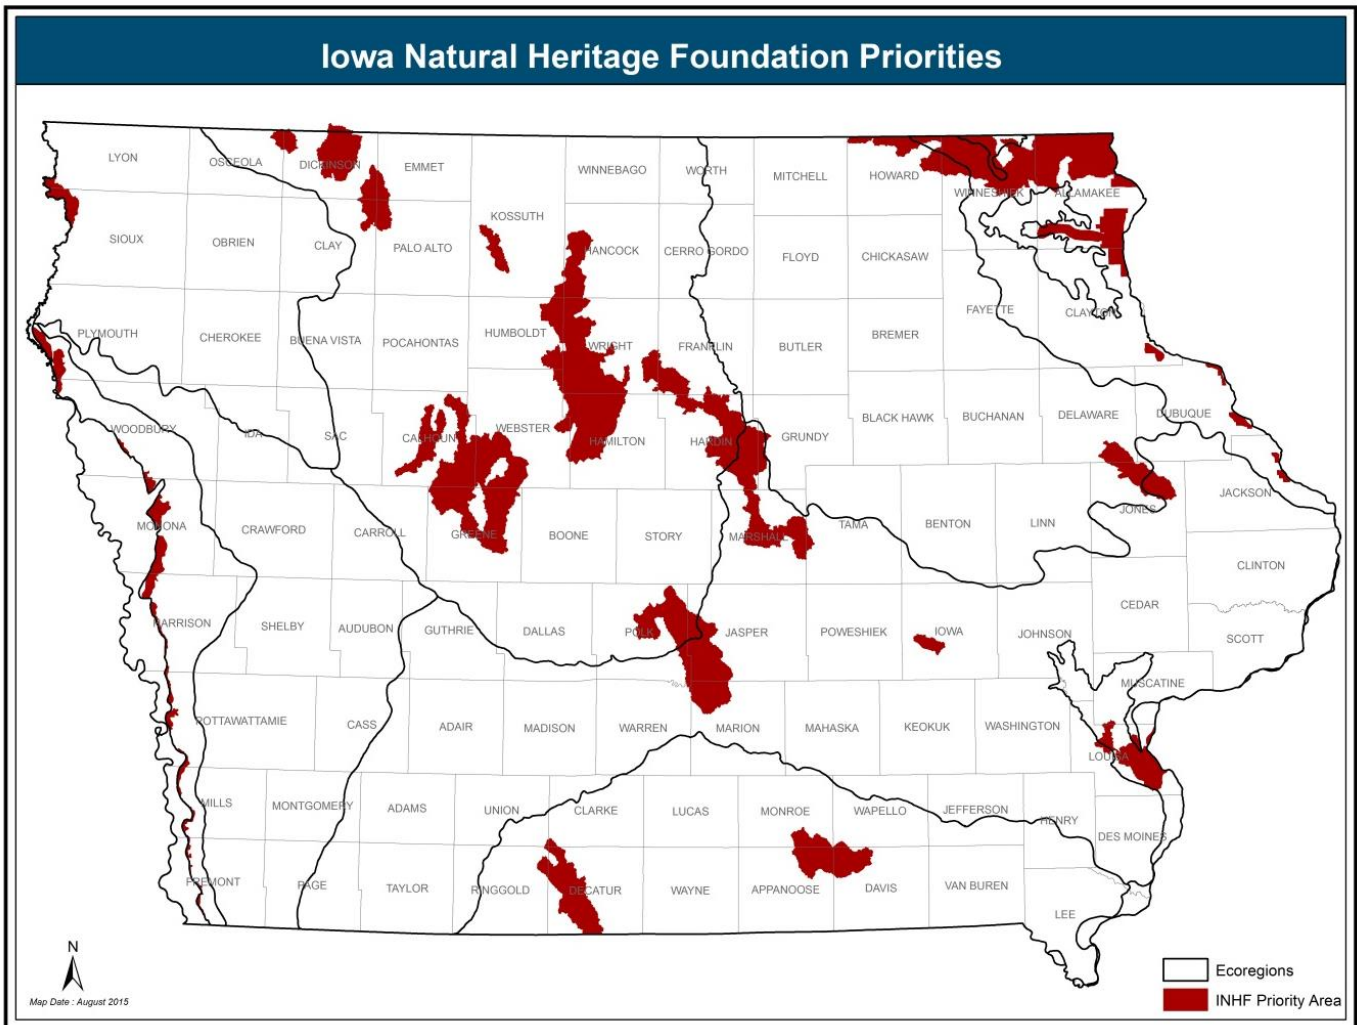 Iowa Natural Heritage Foundation Priorities
LYON
OSCEOLA
DICKINSON
EMMET
WINNEBAGO
WORTH
MITCHELL
HOWARD
WINNESHIEK
ALLAMAKEE
KOSSUTH
SIOUX
OBRIEN
CLAY
PALO ALTO
HANCOCK
CERRO GORDO
FLOYD
CHICKASAW
FAYETTE
CLAYTON
PLYMOUTH
CHEROKEE
BUENA VISTA
POCAHONTAS
HUMBOLDT
WRIGHT
FRANKLIN
BUTLER
BREMER
WOODBURY
IDA
SAC
CALHOUN
WEBSTER
HAMILTON
HARDIN
GRUNDY
BLACK HAWK
BUCHANAN
DELAWARE
DUBUQUE
MONONA
CRAWFORD
CARROLL
GREENE
BOONE
STORY
MARSHALL
TAMA
BENTON
LINN
JONES
JACKSON
CLINTON
HARRISON
SHELBY
AUDUBON
GUTHRIE
DALLAS
POLK
JASPER
POWESHIEK
IOWA
JOHNSON
CEDAR
SCOTT
MUSCATINE
POTTAWATTAMIE
CASS
ADAIR
MADISON
WARREN
MARION
MAHASKA
KEOKUK
WASHINGTON
LOUISA
MILLS
MONTGOMERY
ADAMS
UNION
CLARKE
LUCAS
MONROE
WAPELLO
JEFFERSON
HENRY
DES MOINES
FREMONT
PAGE
TAYLOR
RINGGOLD
DECATUR
WAYNE
APPANOOSE
DAVIS
VAN BUREN
LEE
N
Map Date : August 2015
Ecoregions
INHF Priority Area